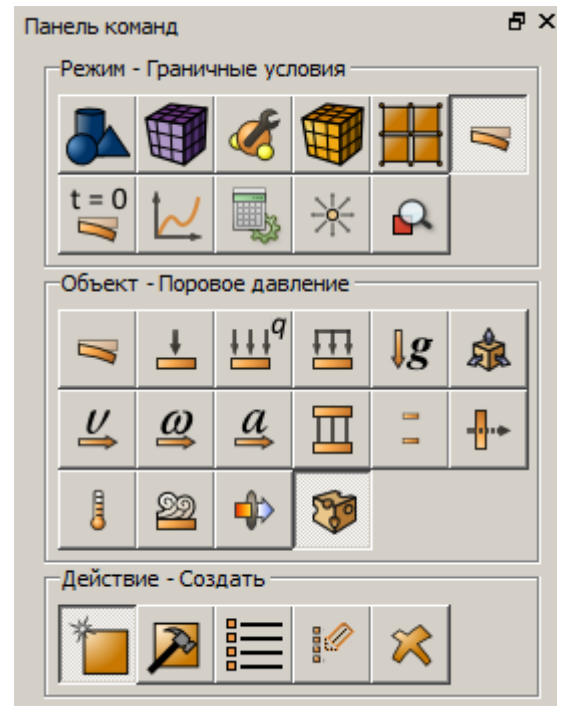 Панель команд
Режим - Граничные условия
t = 0
Объект - Поровое давление
q
g
υ ω a
Действие - Создать